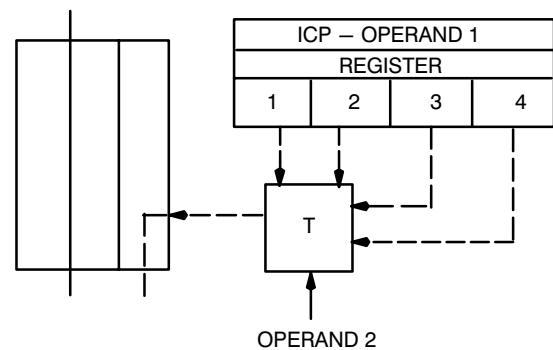 ICP – OPERAND 1
REGISTER
1 2 3 4
T
OPERAND 2